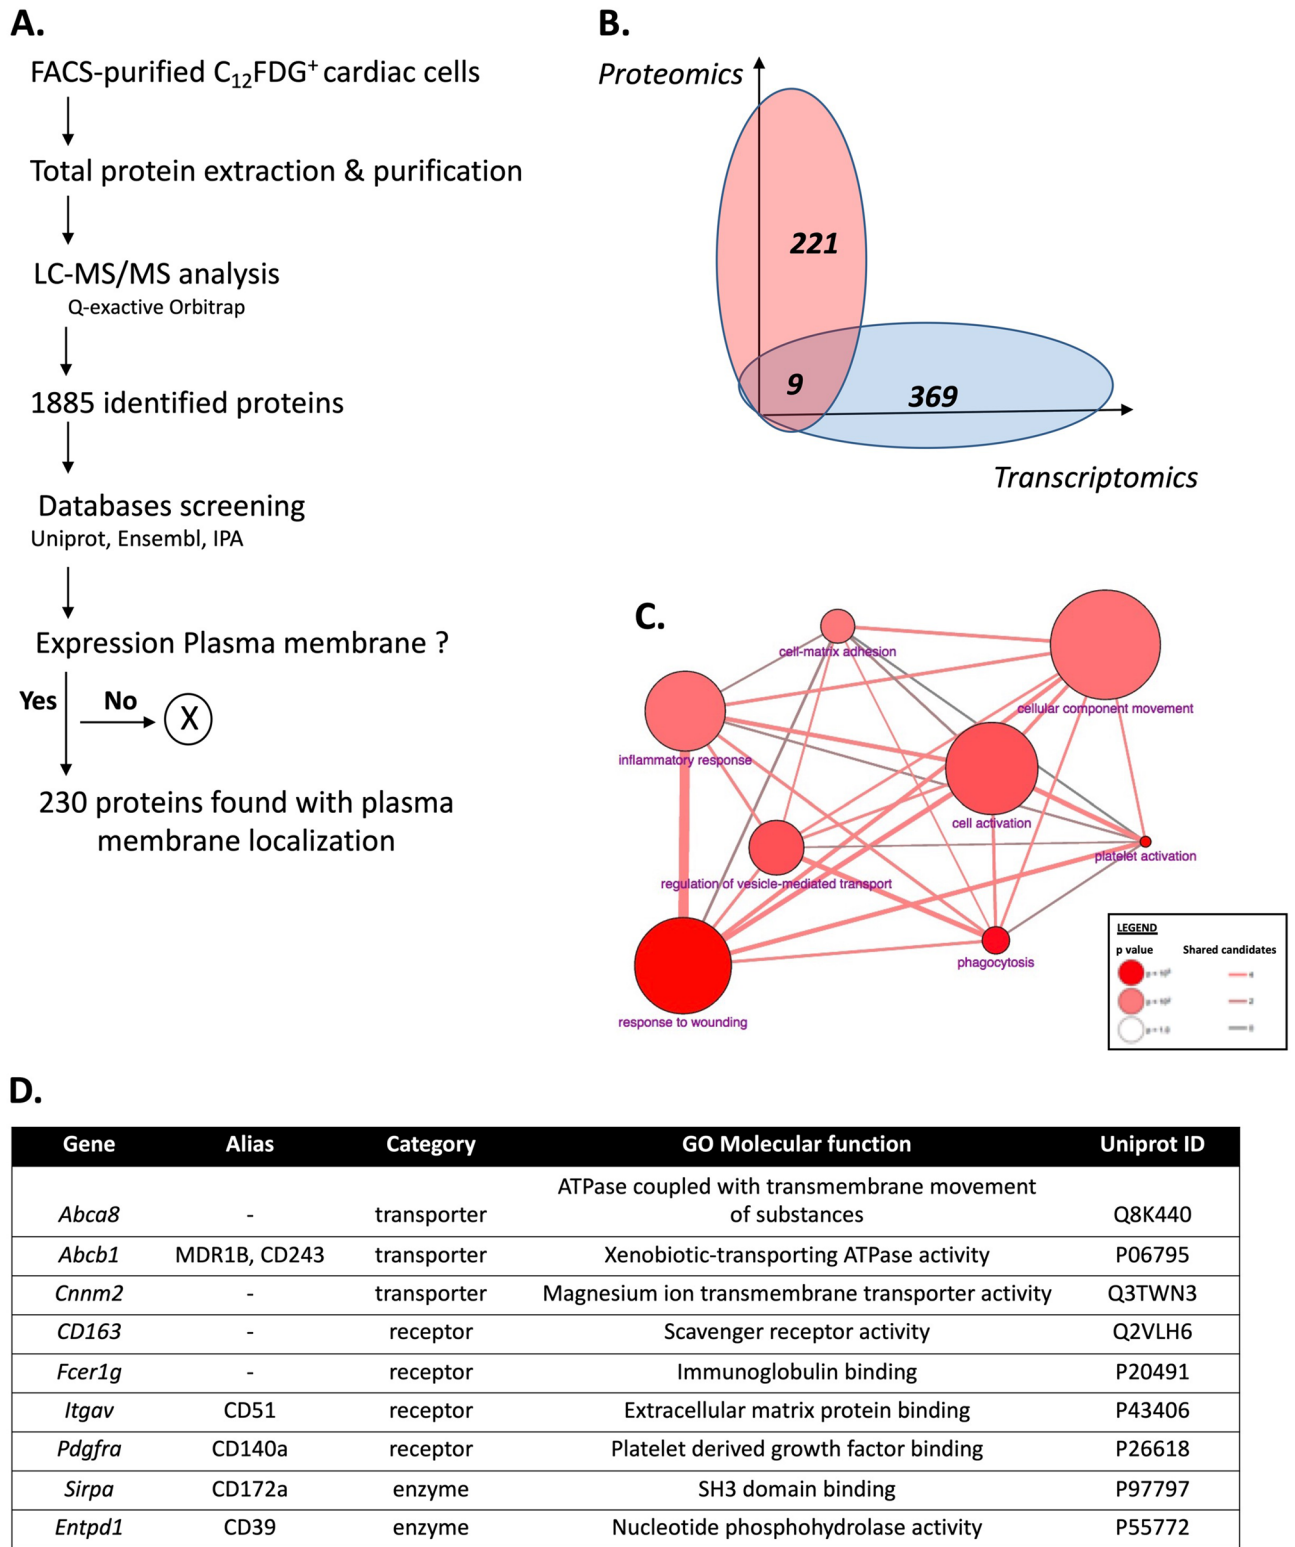 A.
FACS-purified C₁₂FDG⁺ cardiac cells
Total protein extraction & purification
LC-MS/MS analysis
Q-exactive Orbitrap
1885 identified proteins
Databases screening
Uniprot, Ensembl, IPA
Expression Plasma membrane ?
Yes
No
X
230 proteins found with plasma
membrane localization
B.
Proteomics
221
9
369
Transcriptomics
C.
cell-matrix adhesion
cellular component movement
inflammatory response
cell activation
platelet activation
regulation of vesicle-mediated transport
phagocytosis
response to wounding
LEGEND
p value Shared candidates
D.
Gene Alias Category GO Molecular function Uniprot ID
ATPase coupled with transmembrane movement
Abca8 - transporter of substances Q8K440
Abcb1 MDR1B, CD243 transporter Xenobiotic-transporting ATPase activity P06795
Cnnm2 - transporter Magnesium ion transmembrane transporter activity Q3TWN3
CD163 - receptor Scavenger receptor activity Q2VLH6
Fcer1g - receptor Immunoglobulin binding P20491
Itgav CD51 receptor Extracellular matrix protein binding P43406
Pdgfra CD140a receptor Platelet derived growth factor binding P26618
Sirpa CD172a enzyme SH3 domain binding P97797
Entpd1 CD39 enzyme Nucleotide phosphohydrolase activity P55772